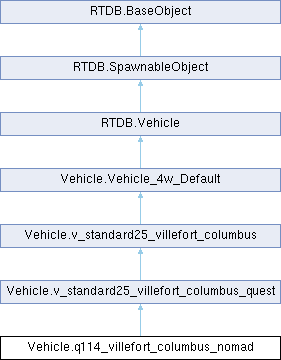 RTDB.BaseObject
RTDB.SpawnableObject
RTDB.Vehicle
Vehicle.Vehicle_4w_Default
Vehicle.v_standard25_villefort_columbus
Vehicle.v_standard25_villefort_columbus_quest
Vehicle.q114_villefort_columbus_nomad